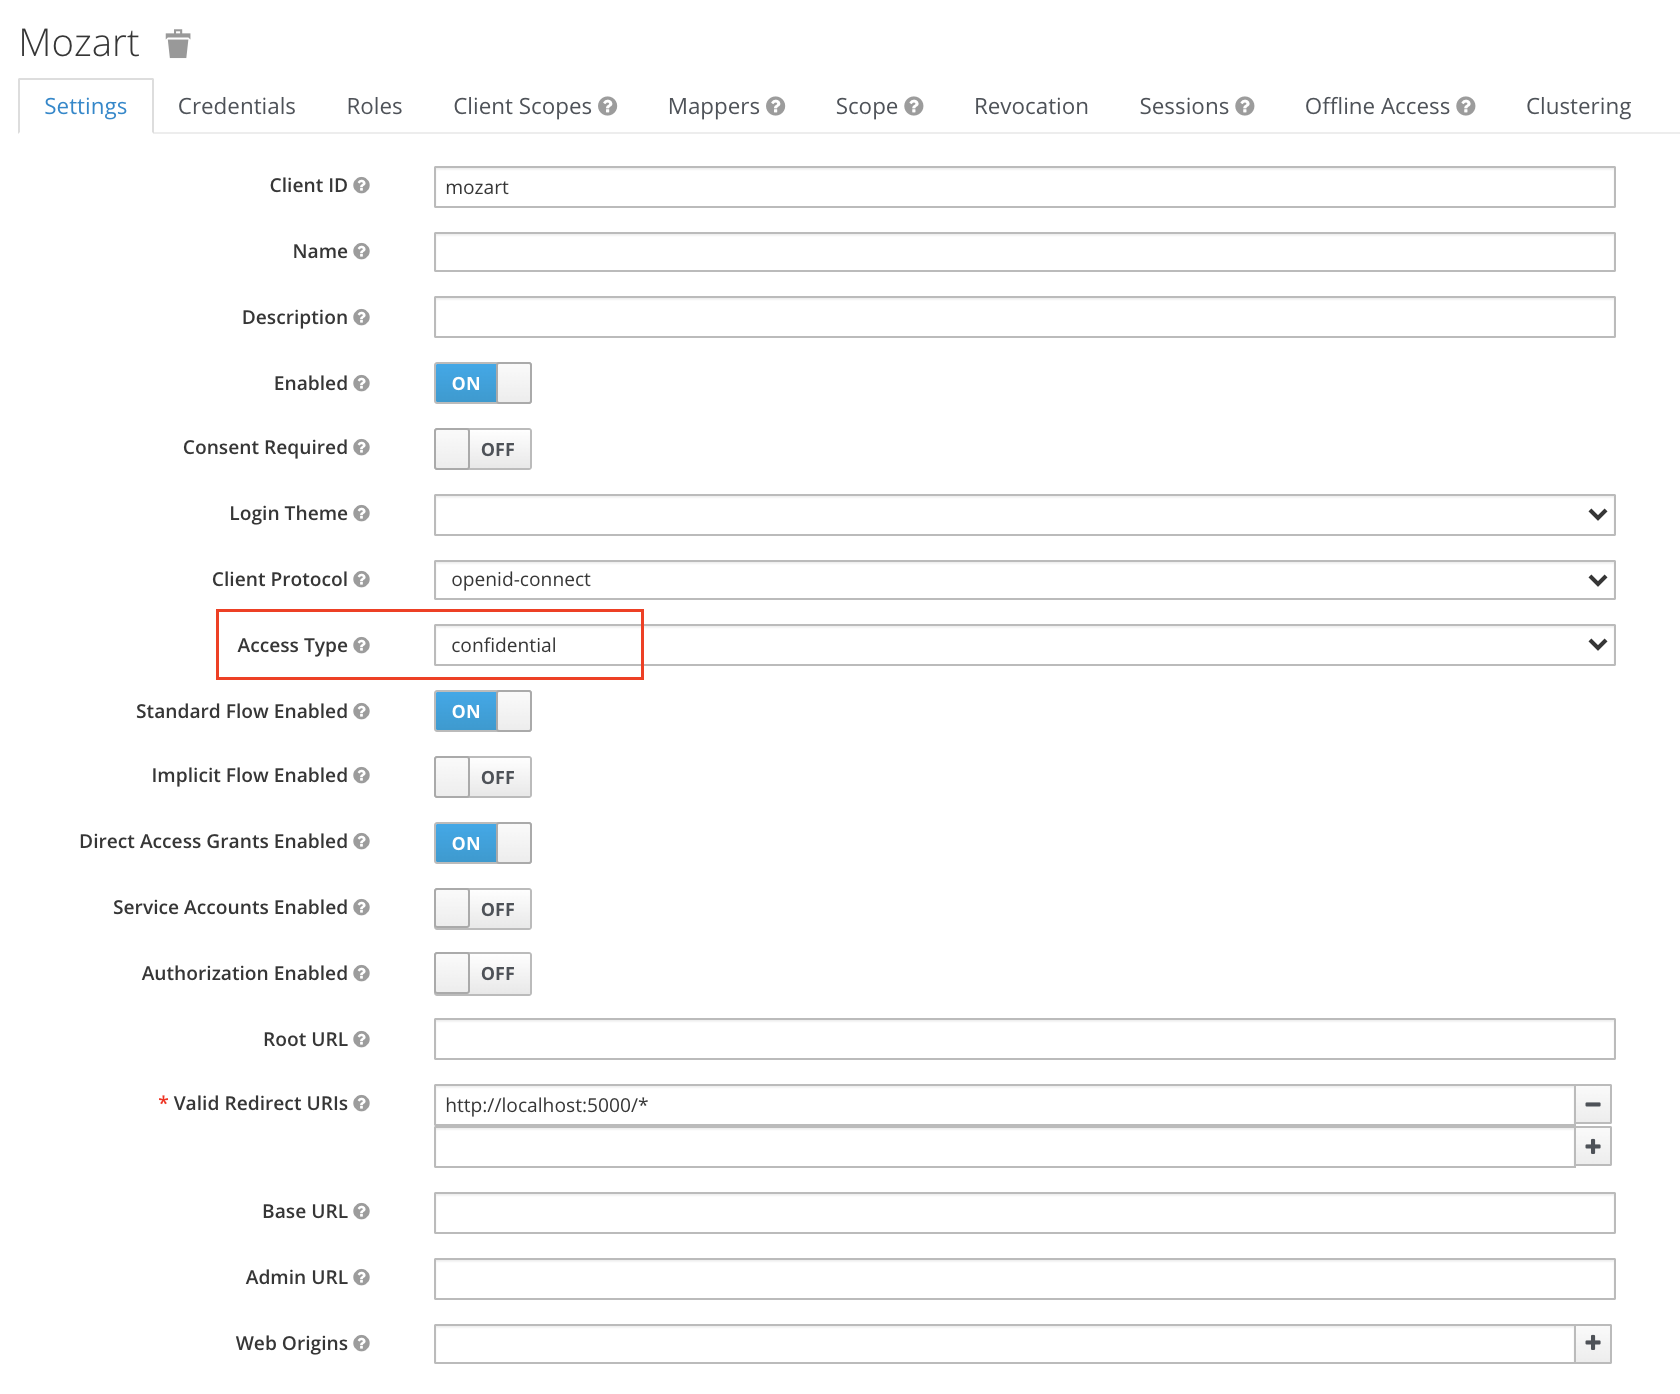 Mozart
Settings Credentials Roles Client Scopes Mappers Scope Revocation Sessions Offline Access Clustering
Client ID mozart
Name
Description
Enabled ON
Consent Required OFF
Login Theme
Client Protocol openid-connect
Access Type confidential
Standard Flow Enabled ON
Implicit Flow Enabled OFF
Direct Access Grants Enabled ON
Service Accounts Enabled OFF
Authorization Enabled OFF
Root URL
* Valid Redirect URIs http://localhost:5000/*
Base URL
Admin URL
Web Origins